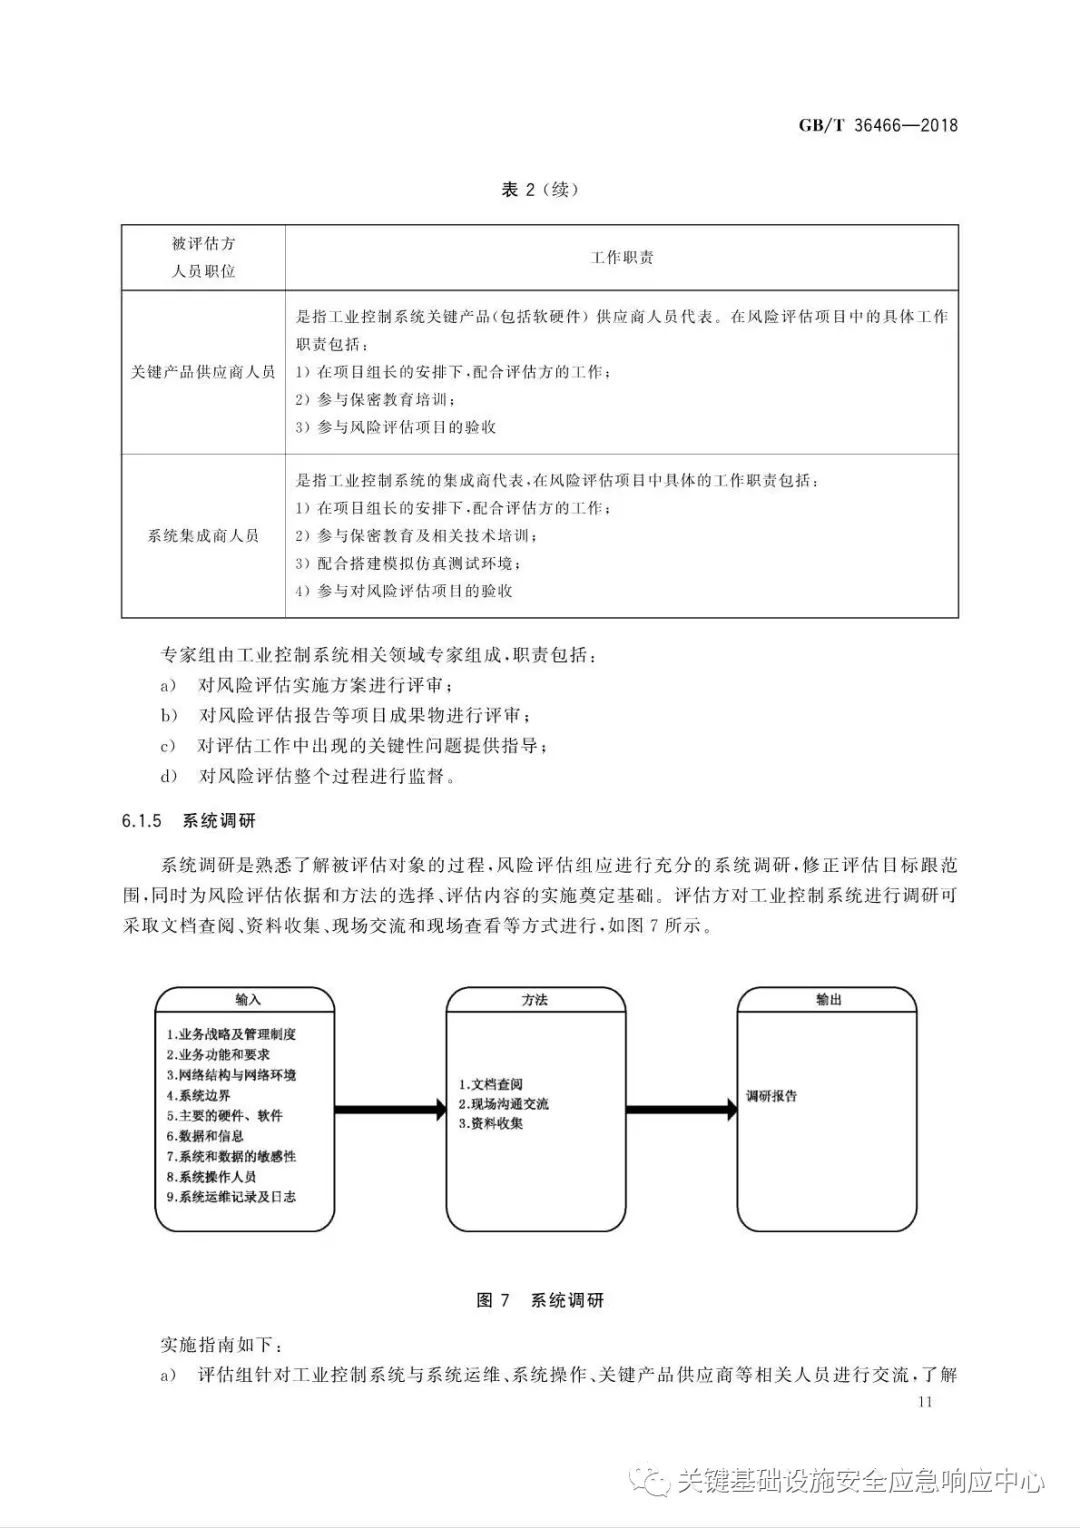 GB/T 36466—2018
表 2（续）
被评估方
人员职位
工作职责
关键产品供应商人员
是指工业控制系统关键产品（包括软硬件）供应商人员代表。在风险评估项目中的具体工作
职责包括：
1）在项目组长的安排下，配合评估方的工作；
2）参与保密教育培训；
3）参与风险评估项目的验收
系统集成商人员
是指工业控制系统的集成商代表，在风险评估项目中具体的工作职责包括：
1）在项目组长的安排下，配合评估方的工作；
2）参与保密教育及相关技术培训；
3）配合搭建模拟仿真测试环境；
4）参与对风险评估项目的验收
专家组由工业控制系统相关领域专家组成，职责包括：
a） 对风险评估实施方案进行评审；
b） 对风险评估报告等项目成果物进行评审；
c） 对评估工作中出现的关键性问题提供指导；
d） 对风险评估整个过程进行监督。
6.1.5 系统调研
系统调研是熟悉了解被评估对象的过程，风险评估组应进行充分的系统调研，修正评估目标跟范
围，同时为风险评估依据和方法的选择、评估内容的实施奠定基础。评估方对工业控制系统进行调研可
采取文档查阅、资料收集、现场交流和现场查看等方式进行，如图 7 所示。
输入
1.业务战略及管理制度
2.业务功能和要求
3.网络结构与网络环境
4.系统边界
5.主要的硬件、软件
6.数据和信息
7.系统和数据的敏感性
8.系统操作人员
9.系统运维记录及日志
方法
1.文档查阅
2.现场沟通交流
3.资料收集
输出
调研报告
图 7 系统调研
实施指南如下：
a） 评估组针对工业控制系统与系统运维、系统操作、关键产品供应商等相关人员进行交流，了解
11
关键基础设施安全应急响应中心